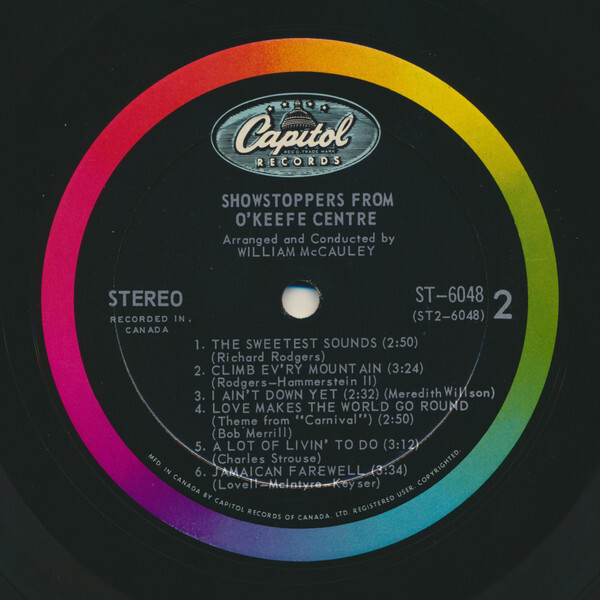 Capitol
REG. TRADE MARK
RECORDS
SHOWSTOPPERS FROM
O'KEEFE CENTRE
Arranged and Conducted by
WILLIAM McCAULEY
STEREO
RECORDED IN.
CANADA
ST-6048
(ST2-6048)
2
1. THE SWEETEST SOUNDS (2:50)
(Richard Rodgers)
2. CLIMB EV'RY MOUNTAIN (3:24)
(Rodgers-Hammerstein II)
3. I AIN'T DOWN YET (2:32) (Meredith Willson)
4. LOVE MAKES THE WORLD GO ROUND
(Theme from "Carnival") (2:50)
(Bob Merrill)
5. A LOT OF LIVIN' TO DO (3:12)
(Charles Strouse)
6. JAMAICAN FAREWELL (3:34)
(Lovell-McIntyre-Keyser)
MFD. IN CANADA BY CAPITOL RECORDS OF CANADA. LTD. REGISTERED USER. COPYRIGHTED.